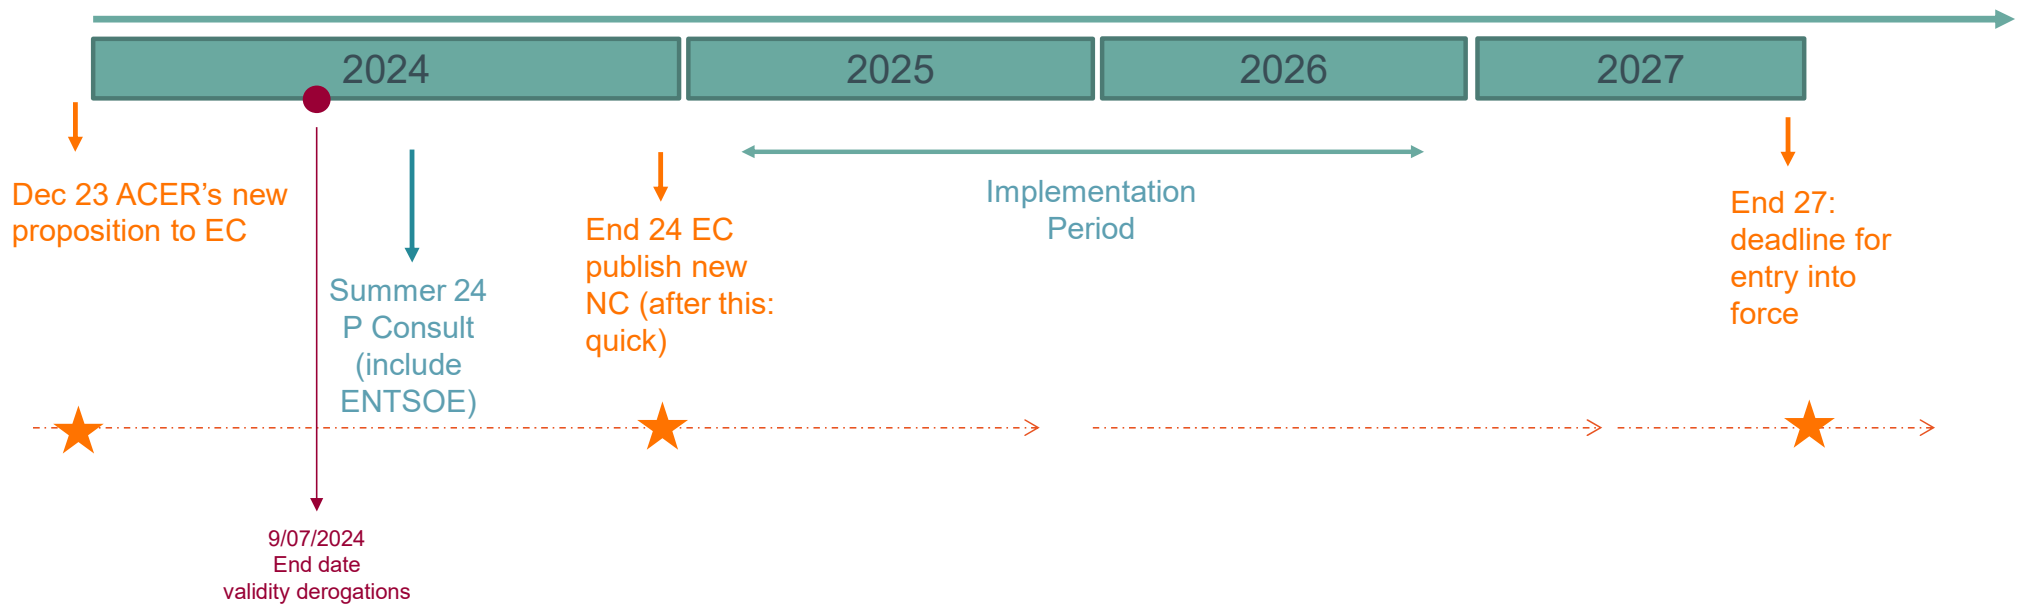 2024
2025
2026
2027
Dec 23 ACER's new
proposition to EC
Summer 24
P Consult
(include
ENTSOE)
End 24 EC
publish new
NC (after this:
quick)
Implementation
Period
End 27:
deadline for
entry into
force
9/07/2024
End date
validity derogations